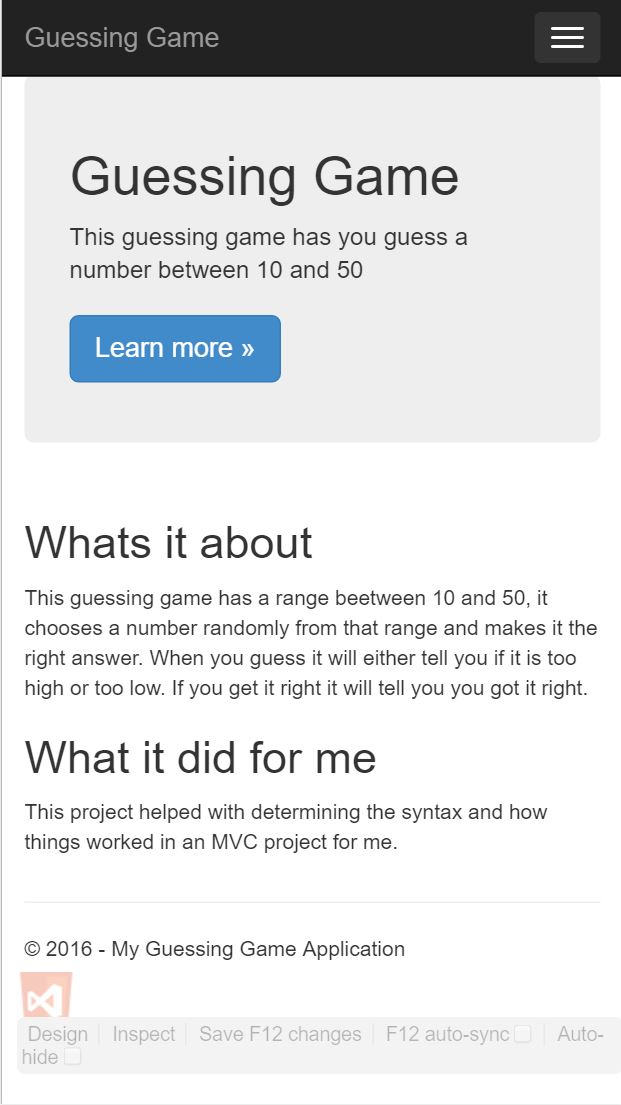 Guessing Game
Guessing Game
This guessing game has you guess a
number between 10 and 50
Learn more »
Whats it about
This guessing game has a range beetween 10 and 50, it
chooses a number randomly from that range and makes it the
right answer. When you guess it will either tell you if it is too
high or too low. If you get it right it will tell you you got it right.
What it did for me
This project helped with determining the syntax and how
things worked in an MVC project for me.
© 2016 - My Guessing Game Application
Design | Inspect | Save F12 changes | F12 auto-sync | Auto-
hide